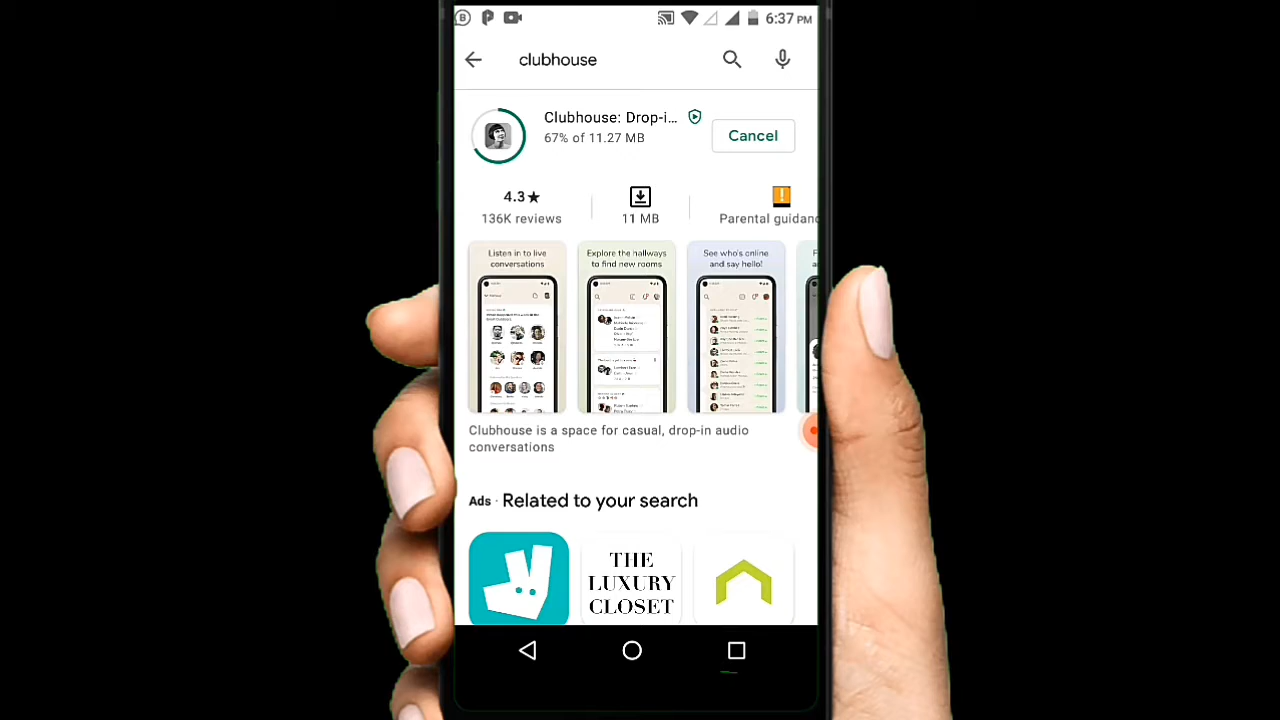 6:37 PM
clubhouse
Clubhouse: Drop-i...
67% of 11.27 MB
Cancel
4.3★
136K reviews
11 MB
Parental guidanc
Listen in to live
conversations
Explore the hallways
to find new rooms
See who's online
and say hello!
Clubhouse is a space for casual, drop-in audio
conversations
Ads · Related to your search
THE
LUXURY
CLOSET